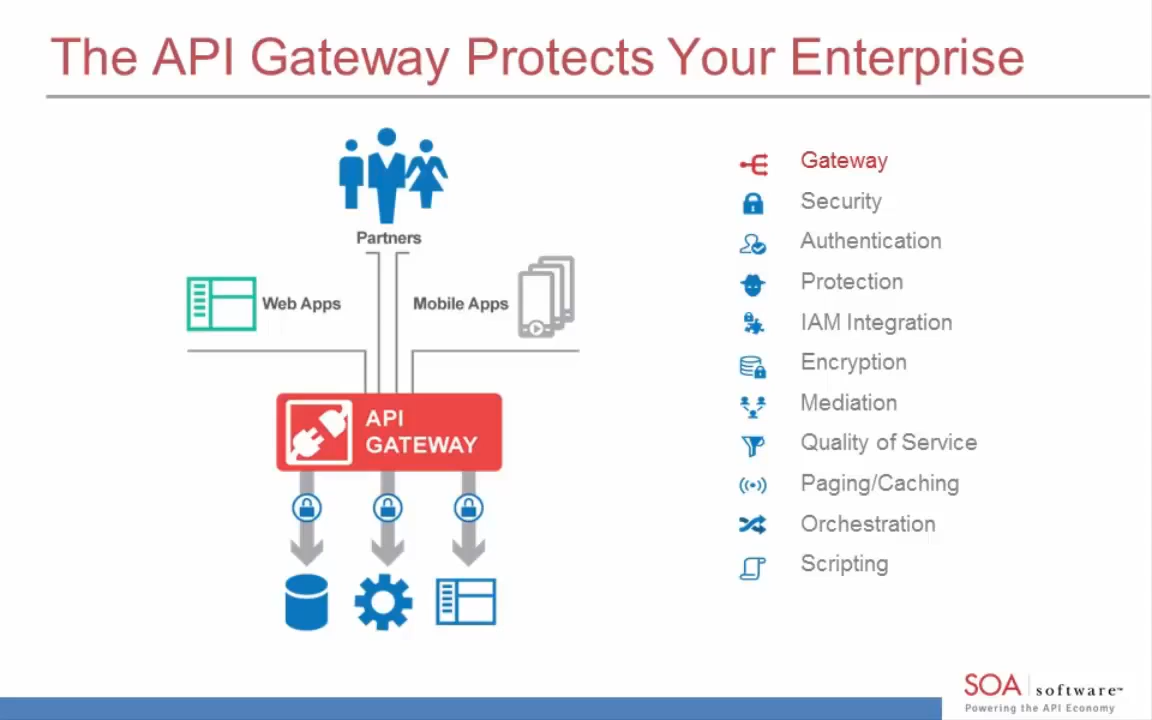 The API Gateway Protects Your Enterprise
Partners
Web Apps
Mobile Apps
API
GATEWAY
Gateway
Security
Authentication
Protection
IAM Integration
Encryption
Mediation
Quality of Service
Paging/Caching
Orchestration
Scripting
SOA software™
Powering the API Economy